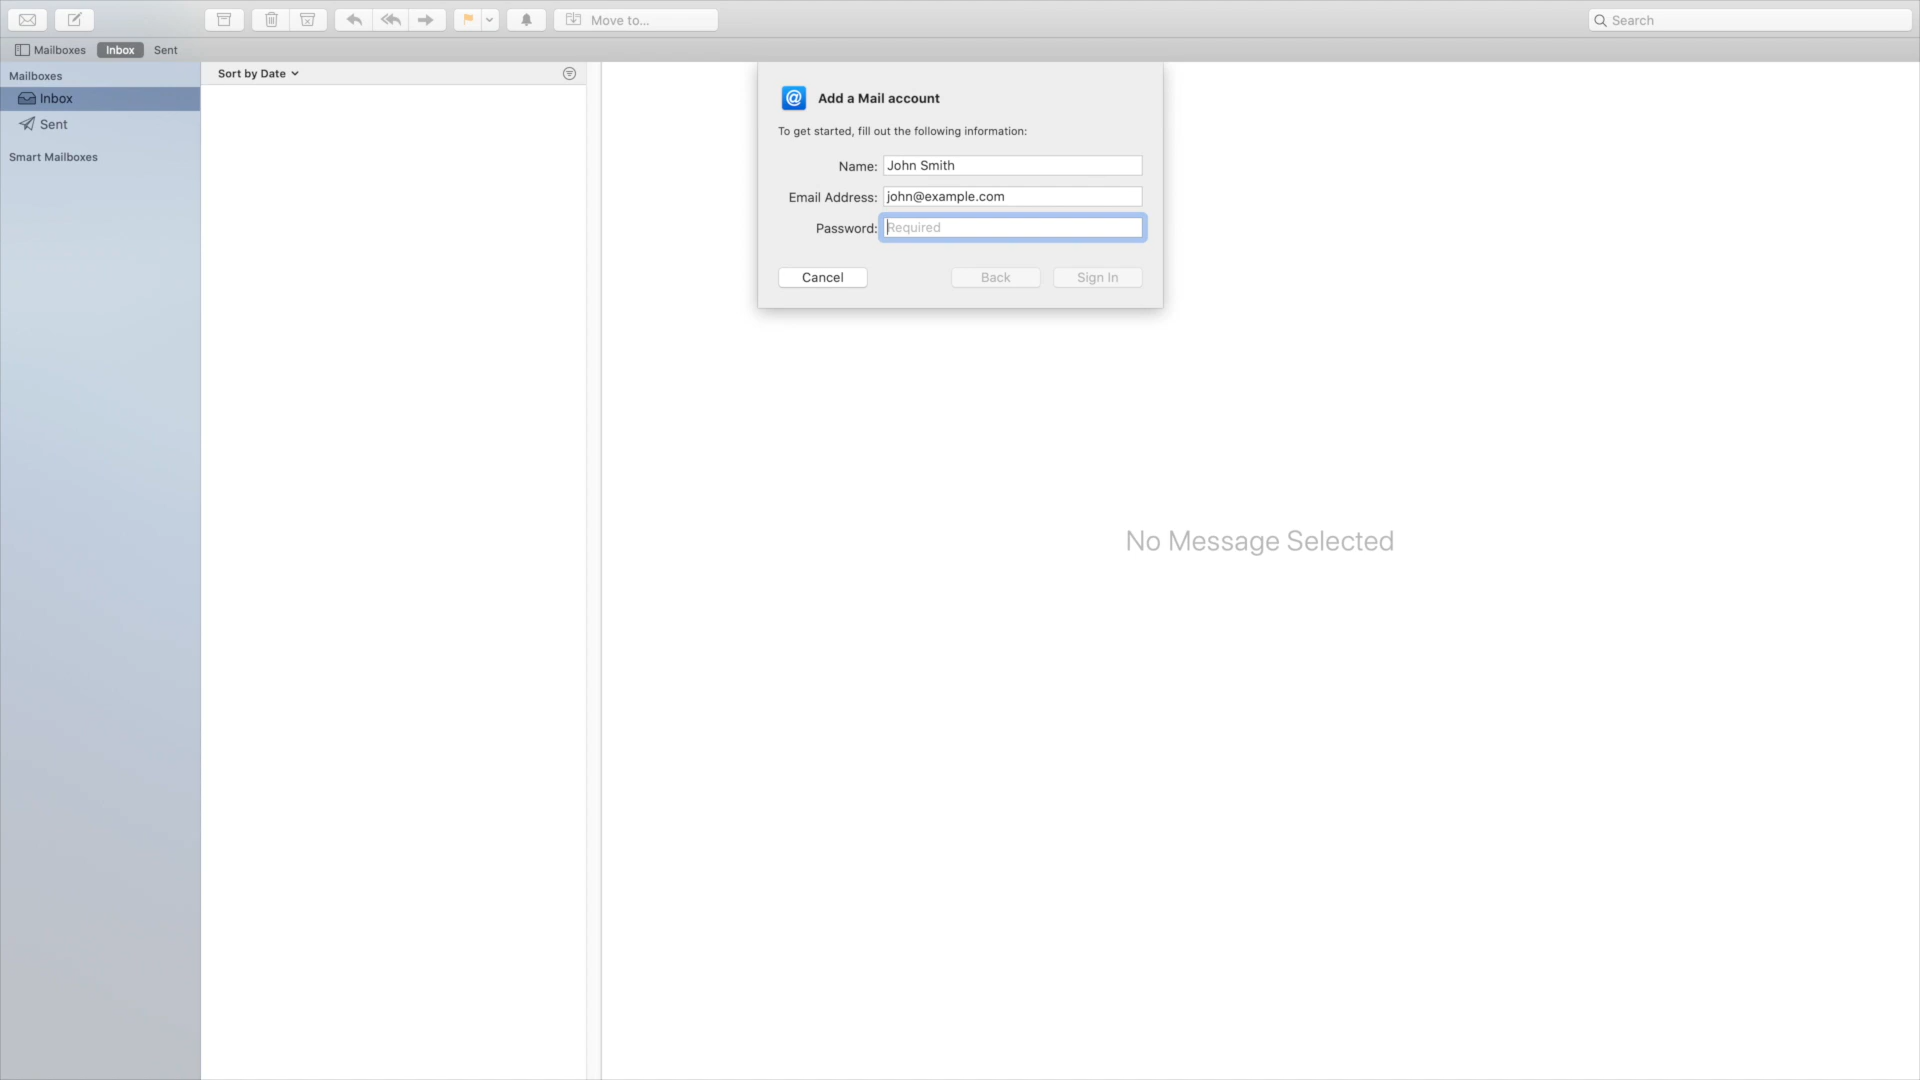 Move to...
Search
Mailboxes Inbox Sent
Mailboxes
Inbox
Sent
Smart Mailboxes
Sort by Date
Add a Mail account
To get started, fill out the following information:
Name: John Smith
Email Address: john@example.com
Password: Required
Cancel Back Sign In
No Message Selected